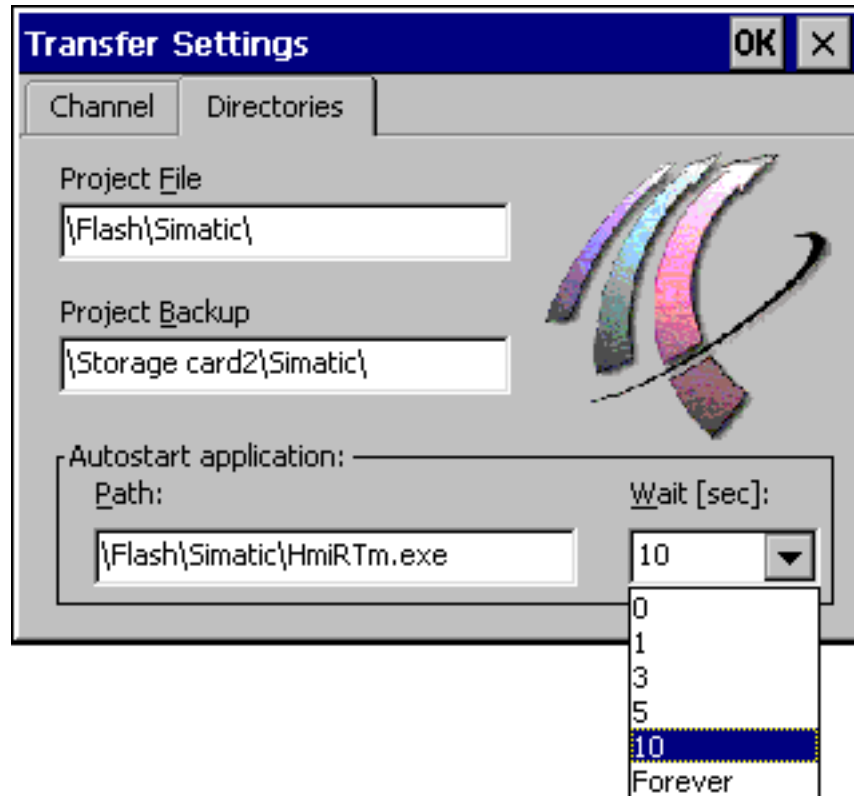 Transfer Settings OK ×
Channel Directories
Project File
\Flash\Simatic\
Project Backup
\Storage card2\Simatic\
Autostart application:
Path: Wait [sec]:
\Flash\Simatic\HmiRTm.exe 10
0
1
3
5
10
Forever